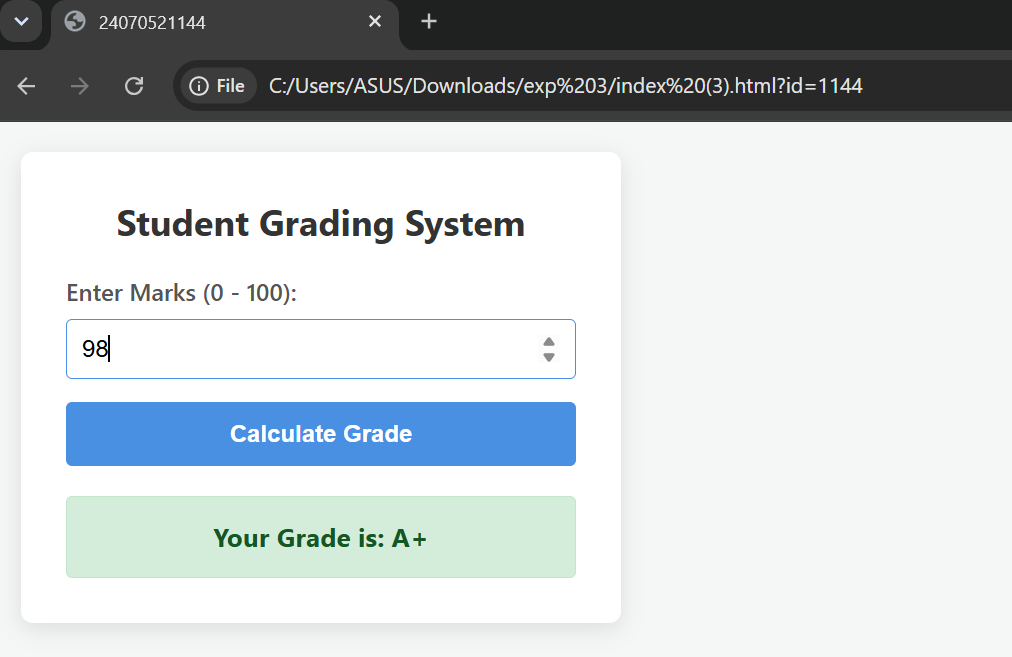 24070521144
File C:/Users/ASUS/Downloads/exp%203/index%20(3).html?id=1144
Student Grading System
Enter Marks (0 - 100):
98
Calculate Grade
Your Grade is: A+